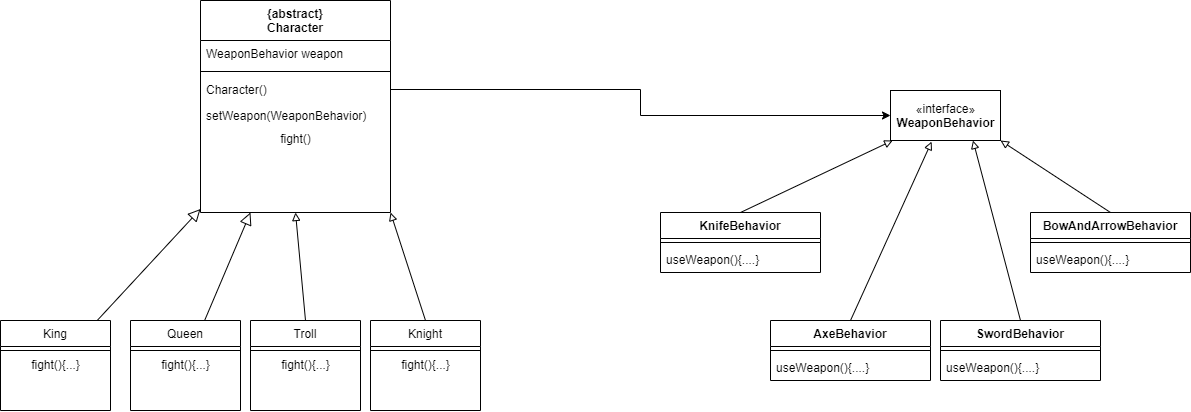 {abstract}
Character
WeaponBehavior weapon
Character()
setWeapon(WeaponBehavior)
fight()
«interface»
WeaponBehavior
KnifeBehavior
useWeapon(){....}
BowAndArrowBehavior
useWeapon(){....}
King
fight(){...}
Queen
fight(){...}
Troll
fight(){...}
Knight
fight(){...}
AxeBehavior
useWeapon(){....}
SwordBehavior
useWeapon(){....}